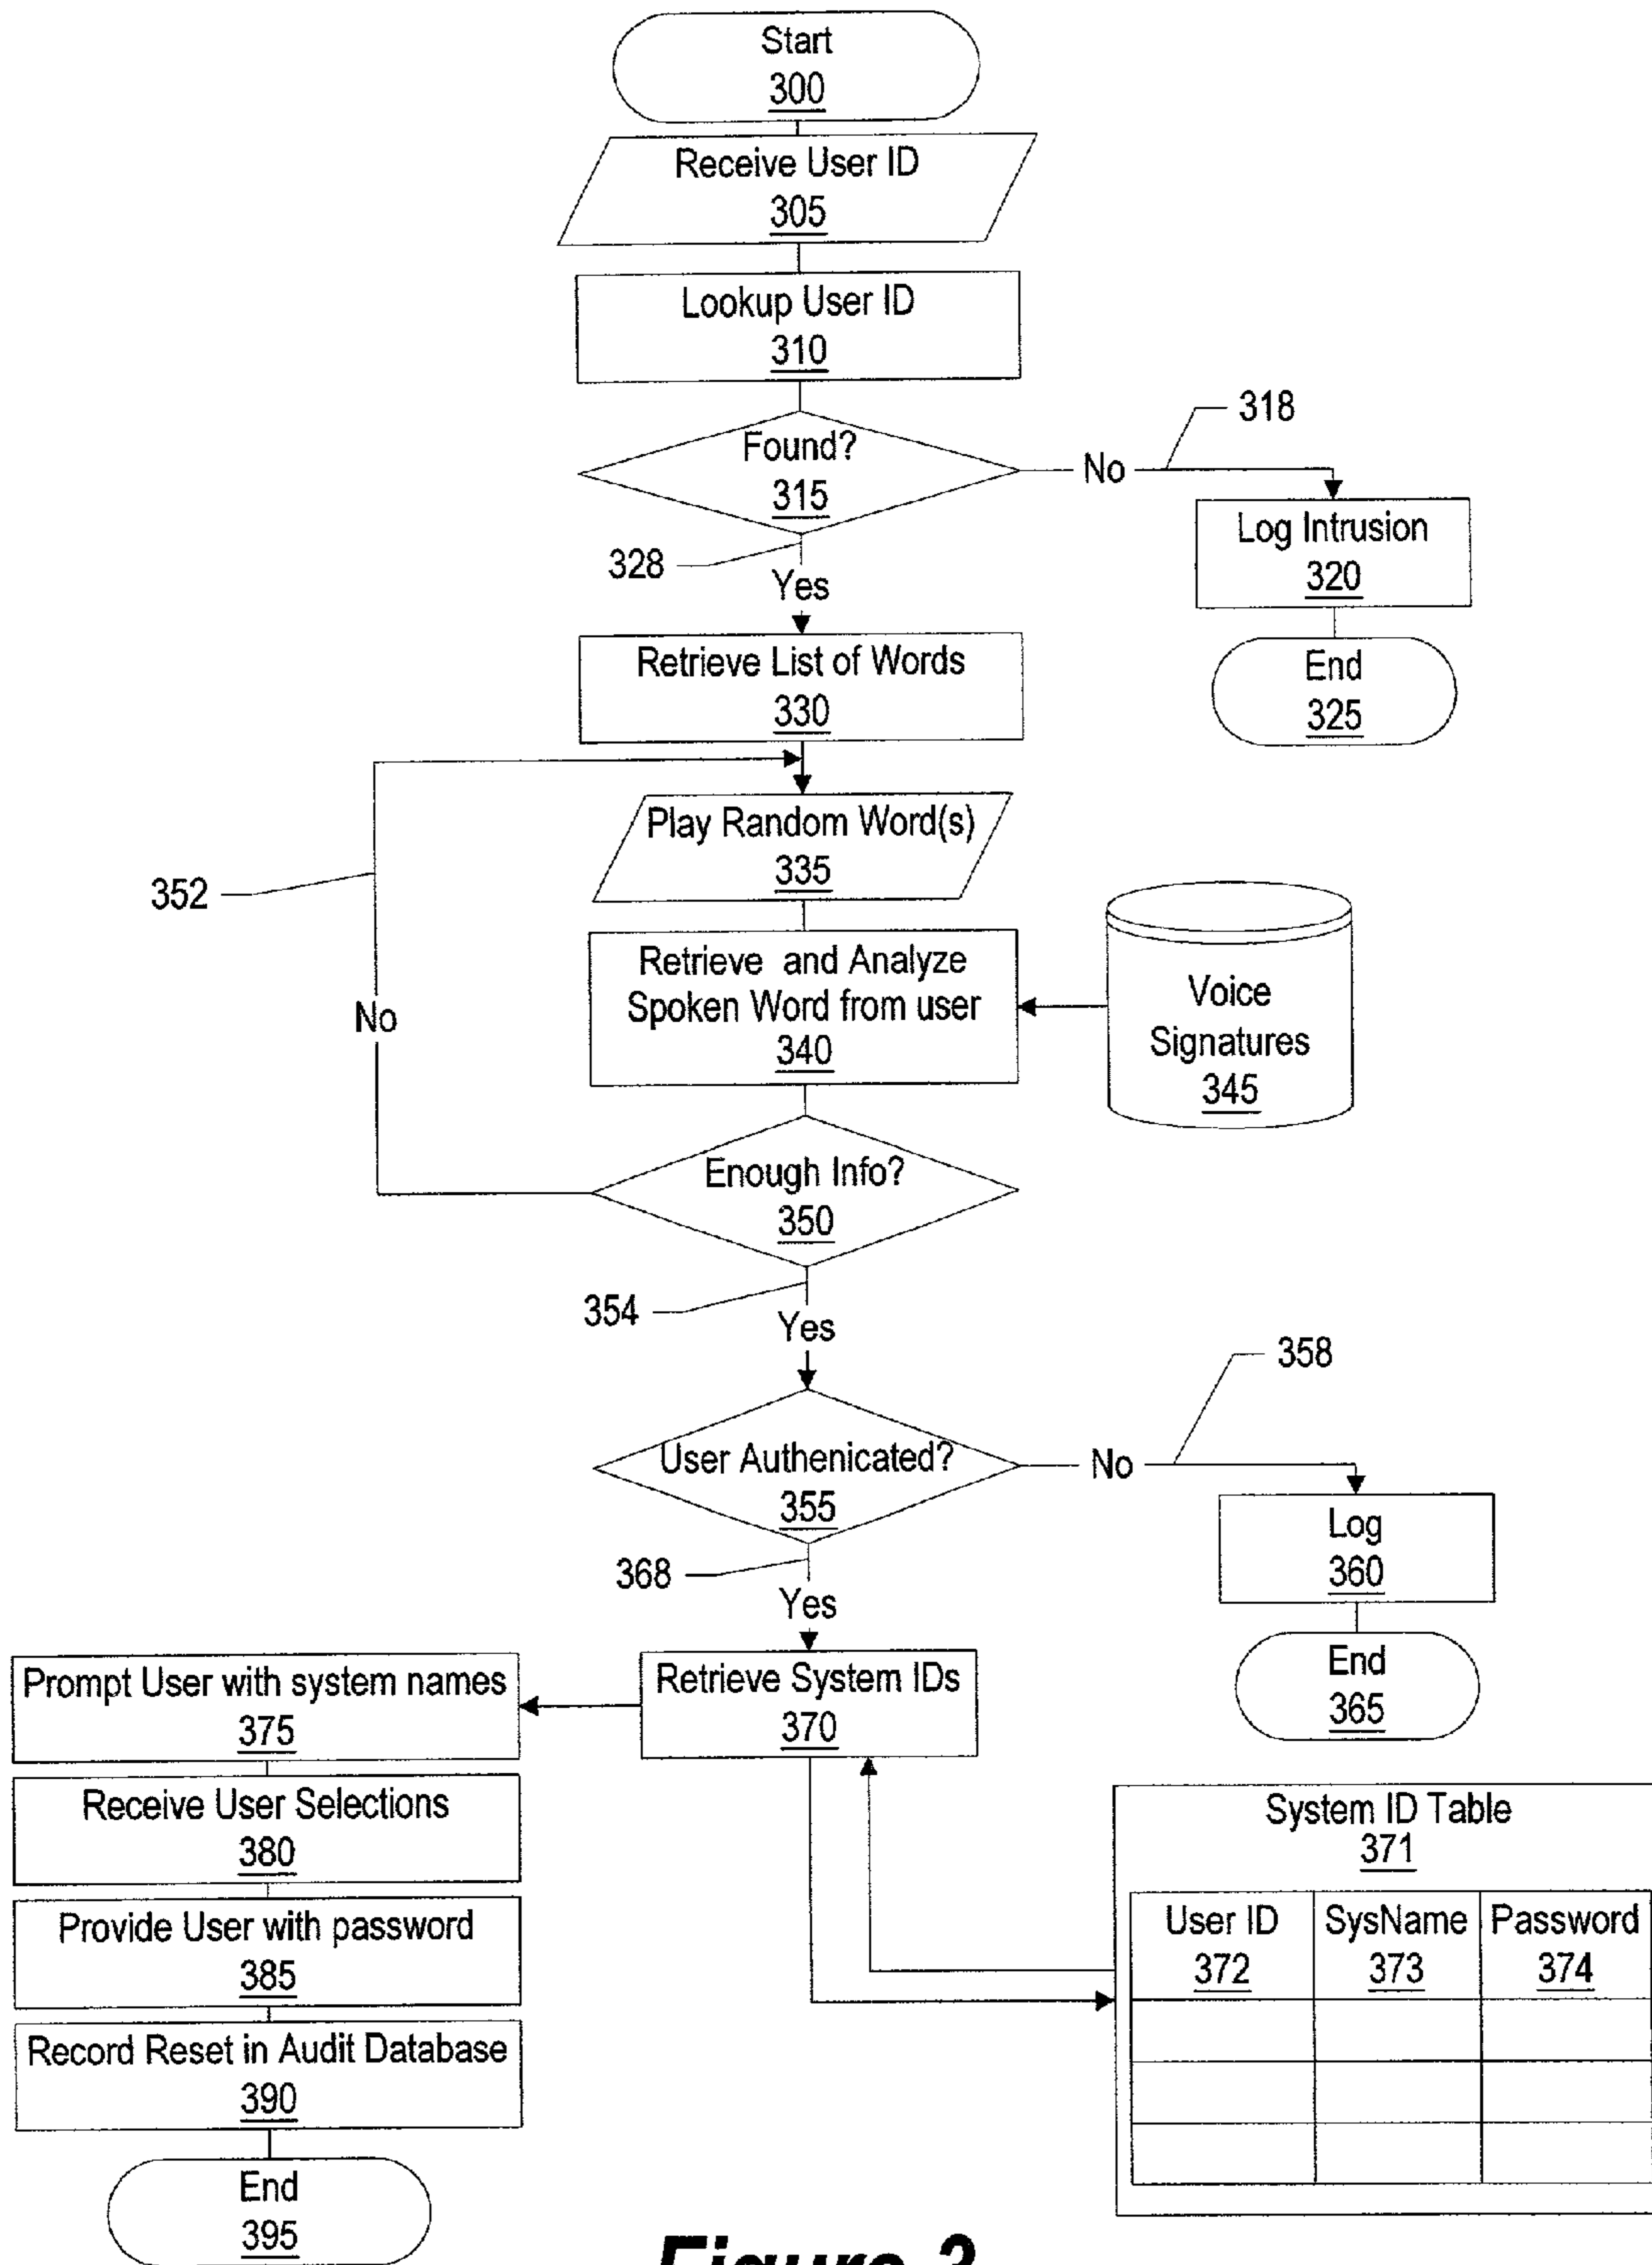 Start
300
Receive User ID
305
Lookup User ID
310
Found?
315
No
318
Log Intrusion
320
End
325
328
Yes
Retrieve List of Words
330
Play Random Word(s)
335
352
No
Retrieve and Analyze
Spoken Word from user
340
Voice
Signatures
345
Enough Info?
350
354
Yes
User Authenicated?
355
No
358
Log
360
End
365
368
Yes
Retrieve System IDs
370
Prompt User with system names
375
Receive User Selections
380
Provide User with password
385
Record Reset in Audit Database
390
End
395
System ID Table
371
User ID SysName Password
372 373 374
Figure 3